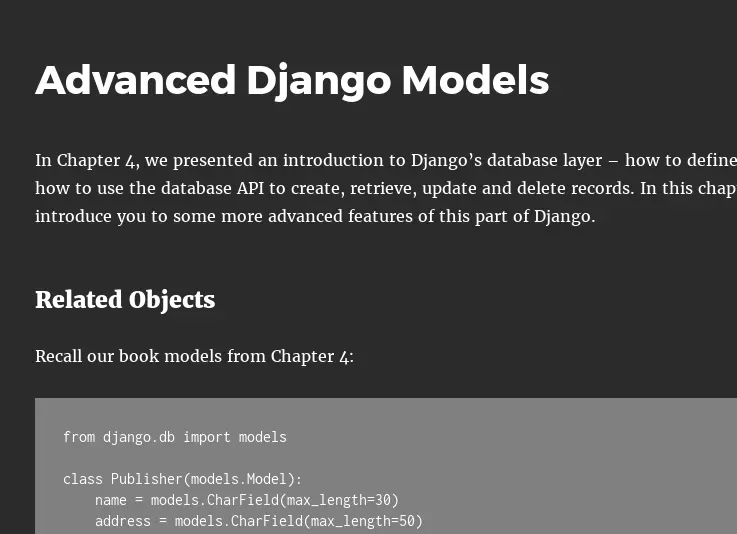 Advanced Django Models
In Chapter 4, we presented an introduction to Django’s database layer – how to define
how to use the database API to create, retrieve, update and delete records. In this chap
introduce you to some more advanced features of this part of Django.
Related Objects
Recall our book models from Chapter 4:
from django.db import models
class Publisher(models.Model):
    name = models.CharField(max_length=30)
    address = models.CharField(max_length=50)